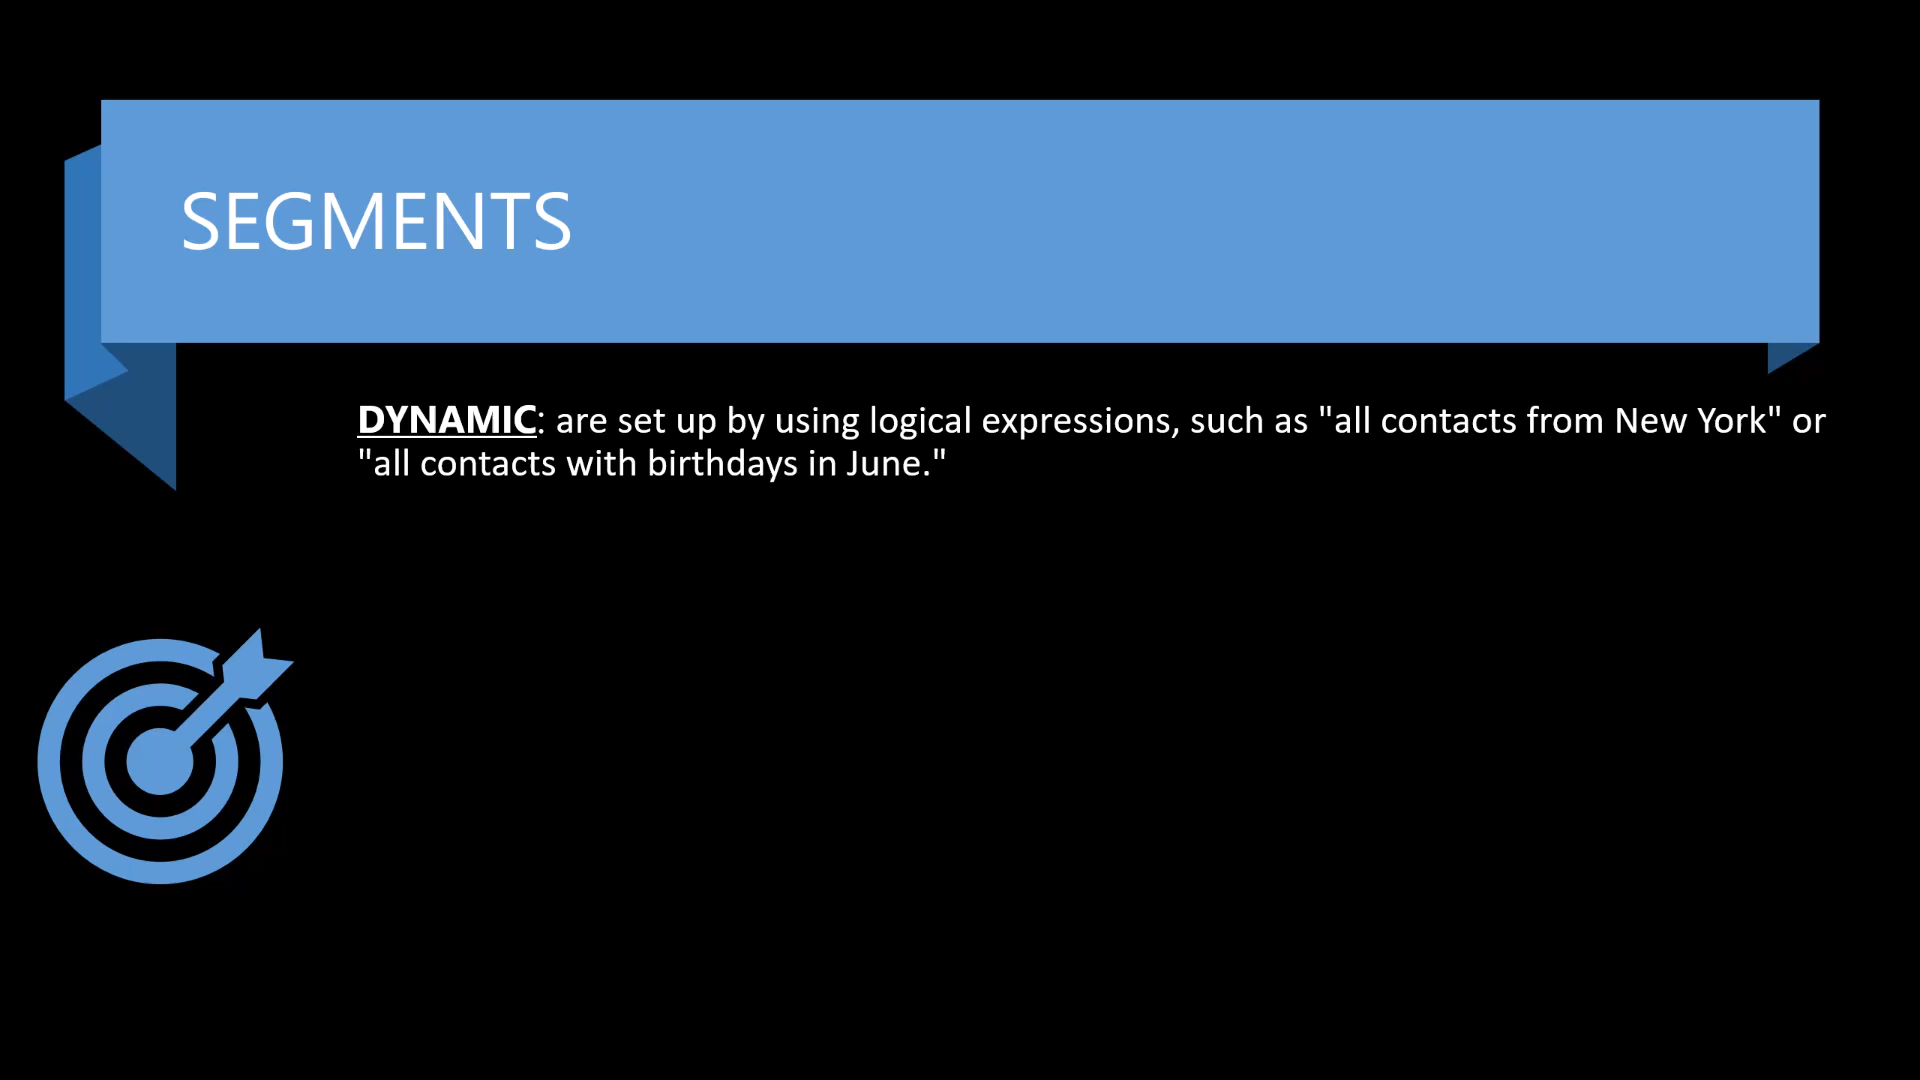 SEGMENTS
DYNAMIC: are set up by using logical expressions, such as "all contacts from New York" or
"all contacts with birthdays in June."